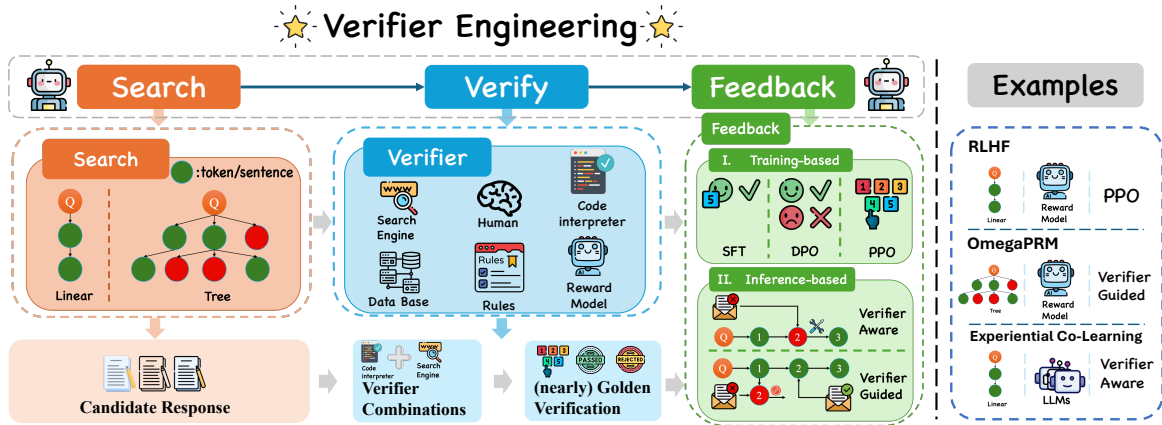 Verifier Engineering
Search
Verify
Feedback
Examples
Search
:token/sentence
Q
Q
Linear
Tree
Verifier
WWW
Search
Engine
Human
Code
interpreter
Data Base
Rules
Rules
Reward
Model
Feedback
I. Training-based
5
1 2 3
4 5
SFT
DPO
PPO
II. Inference-based
Q
1
2
3
Verifier
Aware
Q
1
2
3
2
Verifier
Guided
Candidate Response
Code
interpreter
WWW
Search
Engine
Verifier
Combinations
1 2 3
4 5
PASSED
REJECTED
(nearly) Golden
Verification
RLHF
Q
Linear
Reward
Model
PPO
OmegaPRM
Q
Tree
Reward
Model
Verifier
Guided
Experiential Co-Learning
Q
Linear
LLMs
Verifier
Aware